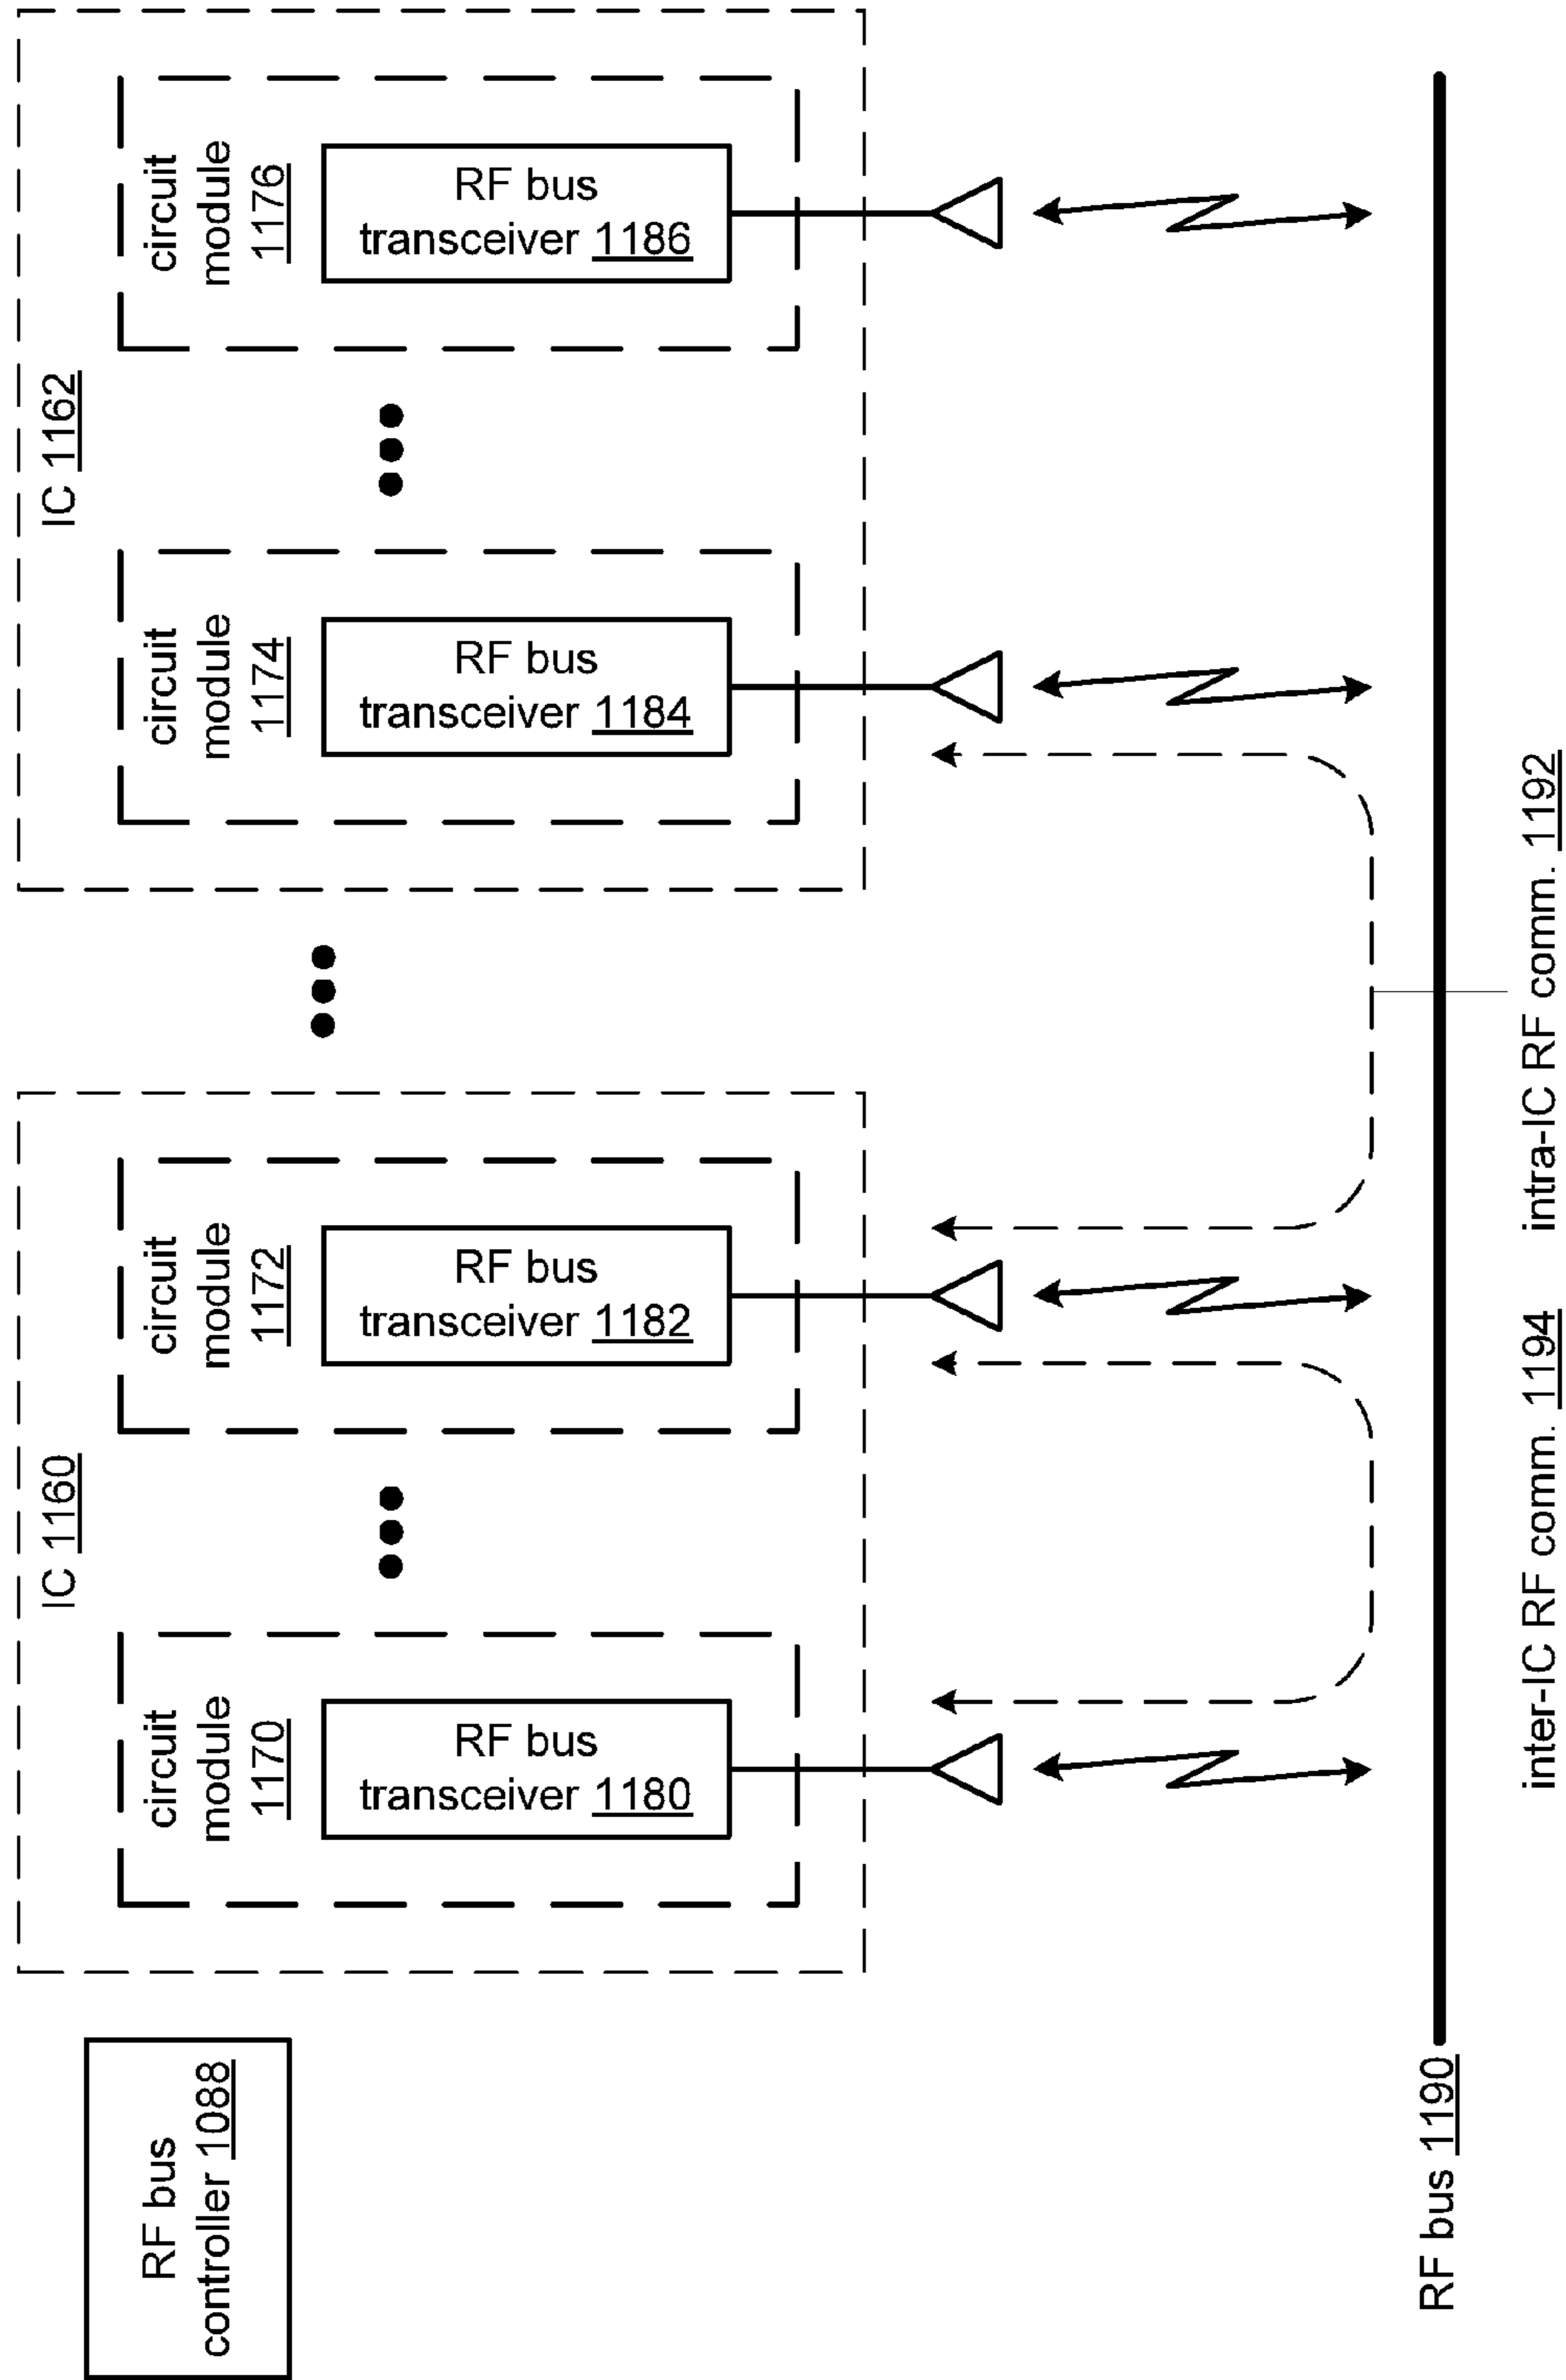 RF bus
controller 1088
IC 1160
circuit
module
1170
RF bus
transceiver 1180
circuit
module
1172
RF bus
transceiver 1182
IC 1162
circuit
module
1174
RF bus
transceiver 1184
circuit
module
1176
RF bus
transceiver 1186
RF bus 1190
inter-IC RF comm. 1194
intra-IC RF comm. 1192